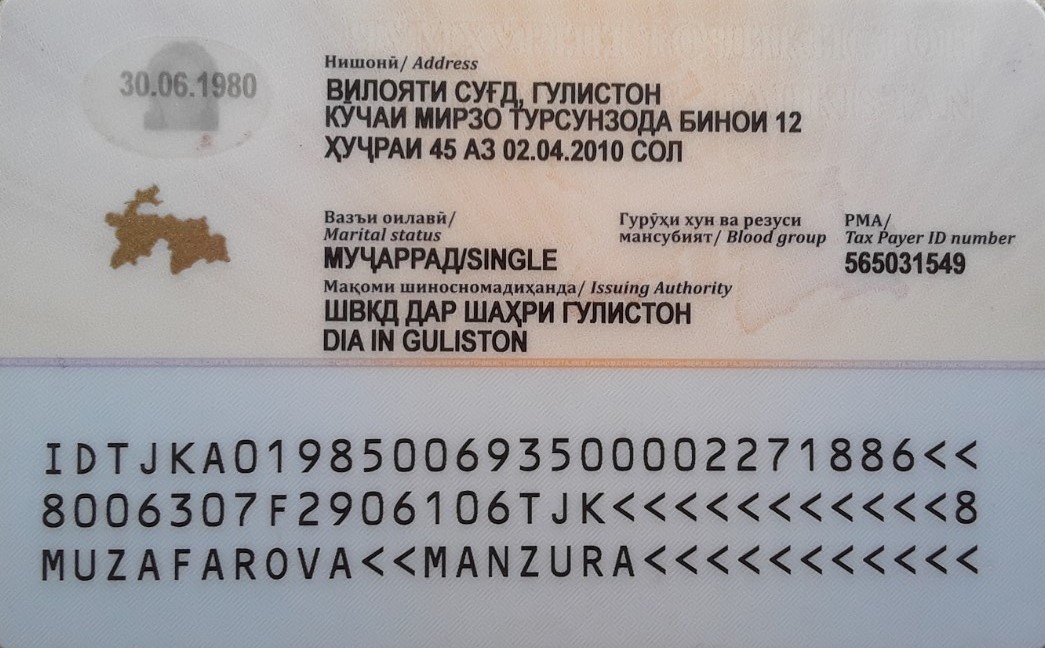 30.06.1980
Нишонӣ/ Address
ВИЛОЯТИ СУҒД, ГУЛИСТОН
КӮЧАИ МИРЗО ТУРСУНЗОДА БИНОИ 12
ҲУҶРАИ 45 АЗ 02.04.2010 СОЛ
Вазъи оилавӣ/
Marital status
МУҶАРРАД/SINGLE
Гурӯҳи хун ва резуси
мансубият/ Blood group
РМА/
Tax Payer ID number
565031549
Мақоми шиносномадиҳанда/ Issuing Authority
ШВКД ДАР ШАҲРИ ГУЛИСТОН
DIA IN GULISTON
IDTJKA0198500693500002271886<<
8006307F2906106TJK<<<<<<<<<<<8
MUZAFAROVA<<MANZURA<<<<<<<<<<<